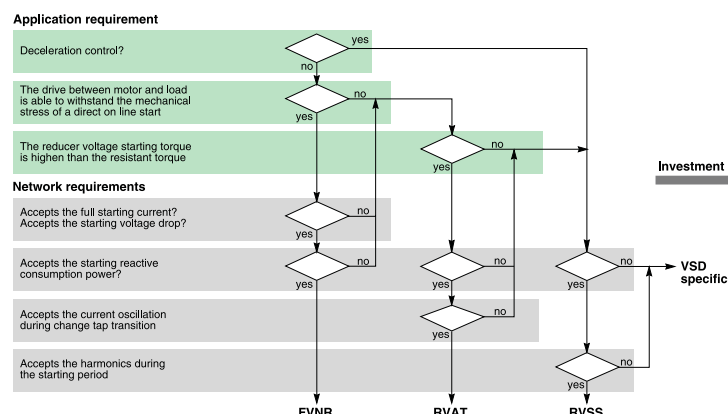 Application requirement
Deceleration control?
yes
no
The drive between motor and load
is able to withstand the mechanical
stress of a direct on line start
no
yes
The reducer voltage starting torque
is highen than the resistant torque
no
yes
Investment
Network requirements
Accepts the full starting current?
Accepts the starting voltage drop?
no
yes
Accepts the starting reactive
consumption power?
no
yes
no
yes
no
yes
VSD
specific
Accepts the current oscillation
during change tap transition
no
yes
Accepts the harmonics during
the starting period
no
yes
FVNR
RVAT
RVSS